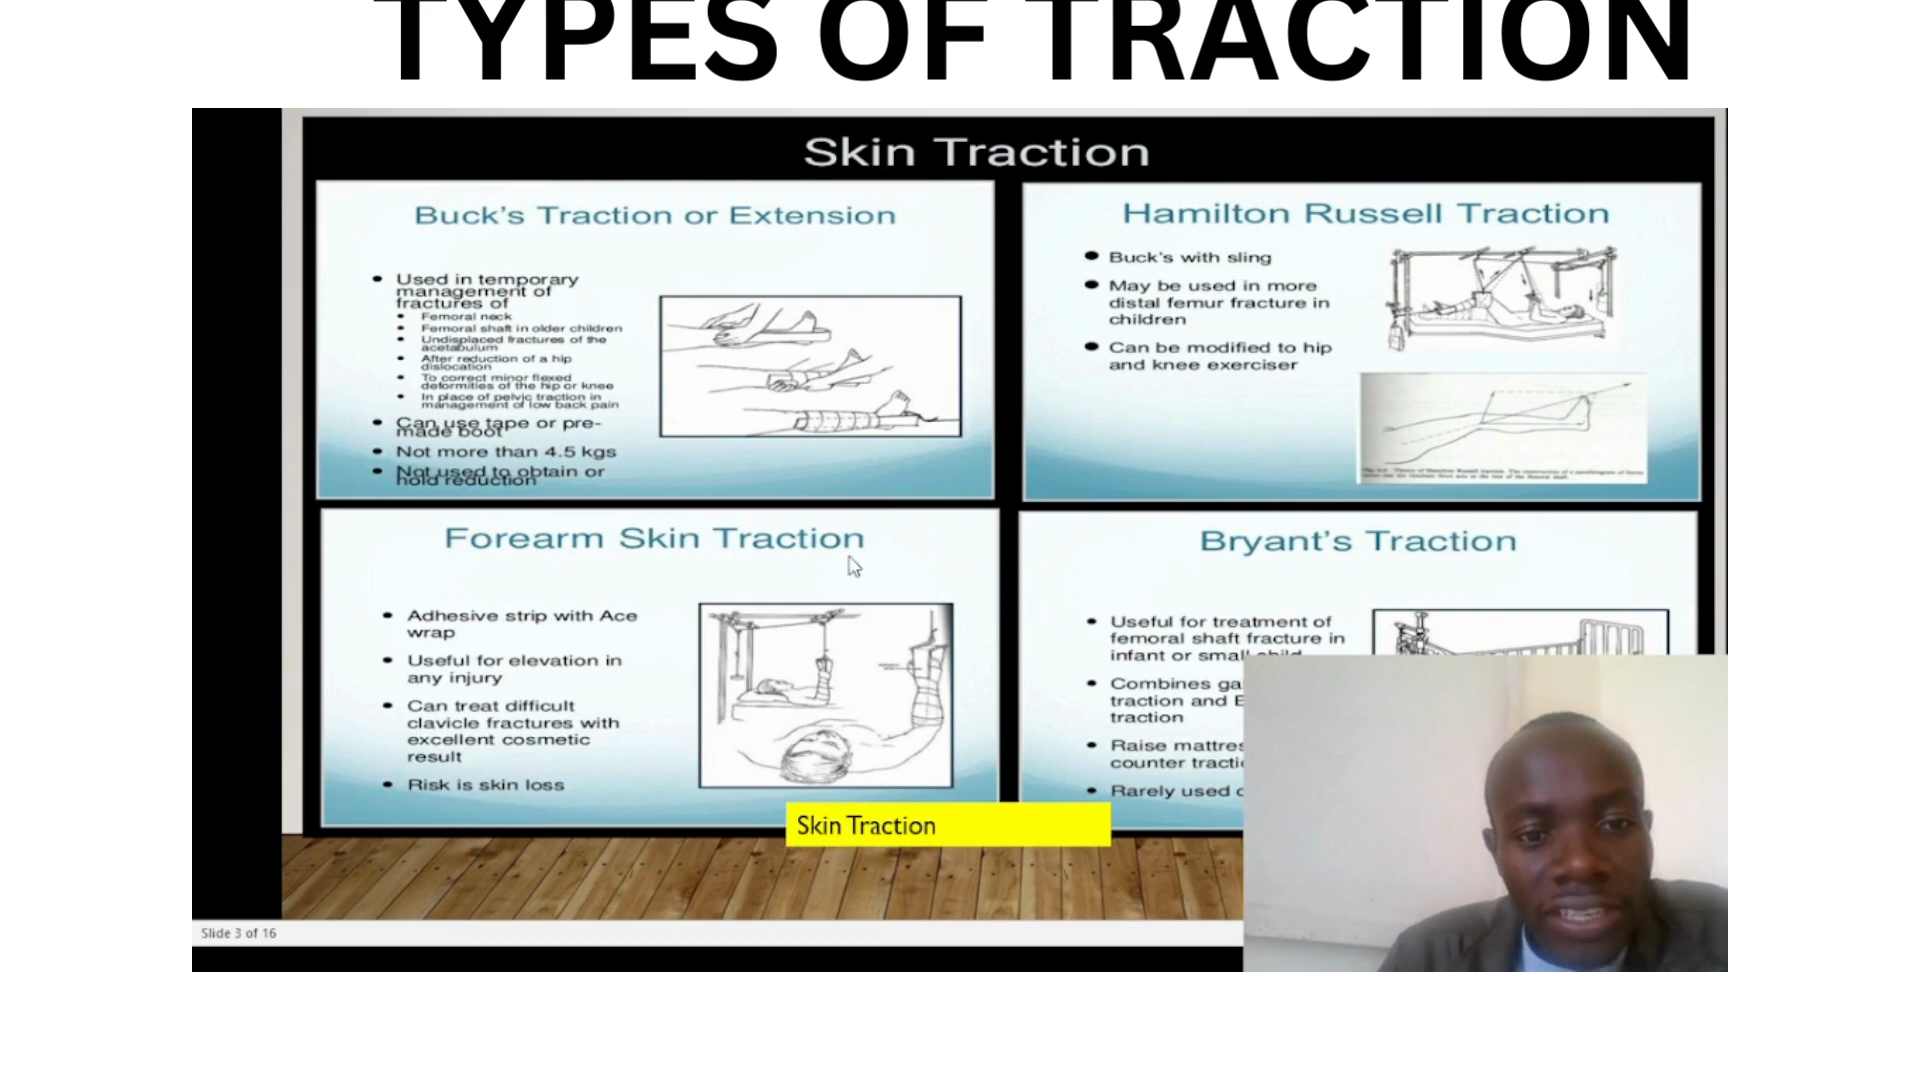 TYPES OF TRACTION
Skin Traction
Buck's Traction or Extension
Used in temporary
management of
fractures of
Femoral neck
Femoral shaft in older children
Undisplaced fractures of the
acetabulum
After reduction of a hip
dislocation
To correct minor flexed
deformities of the hip or knee
In place of pelvic traction in
management of low back pain
Can use tape or pre-
made boot
Not more than 4.5 kgs
Not used to obtain or
hold reduction
Hamilton Russell Traction
Buck's with sling
May be used in more
distal femur fracture in
children
Can be modified to hip
and knee exerciser
Forearm Skin Traction
Adhesive strip with Ace
wrap
Useful for elevation in
any injury
Can treat difficult
clavicle fractures with
excellent cosmetic
result
Risk is skin loss
Bryant's Traction
Useful for treatment of
femoral shaft fracture in
infant or small child
Combines ga
traction and
traction
Raise mattres
counter tracti
Rarely used
Skin Traction
Slide 3 of 16